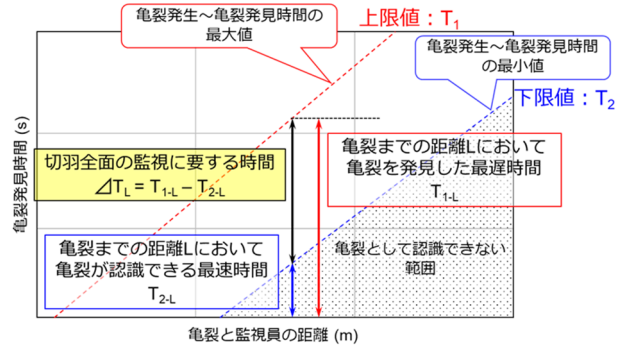 亀裂発生～亀裂発見時間の
最大値
上限値：T1
亀裂発生～亀裂発見時間
の最小値
下限値：T2
亀裂発見時間 (s)
切羽全面の監視に要する時間
⊿TL = T1-L − T2-L
亀裂までの距離Lにおいて
亀裂を発見した最遅時間
T1-L
亀裂までの距離Lにおいて
亀裂が認識できる最速時間
T2-L
亀裂として認識できない
範囲
亀裂と監視員の距離 (m)